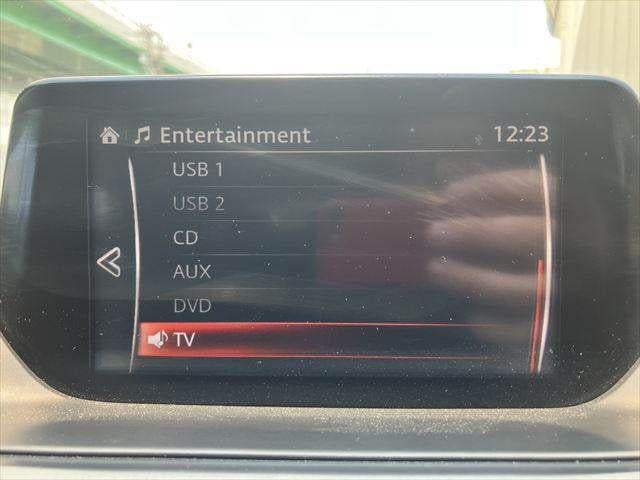 Entertainment 12:23
USB 1
USB 2
CD
AUX
DVD
TV